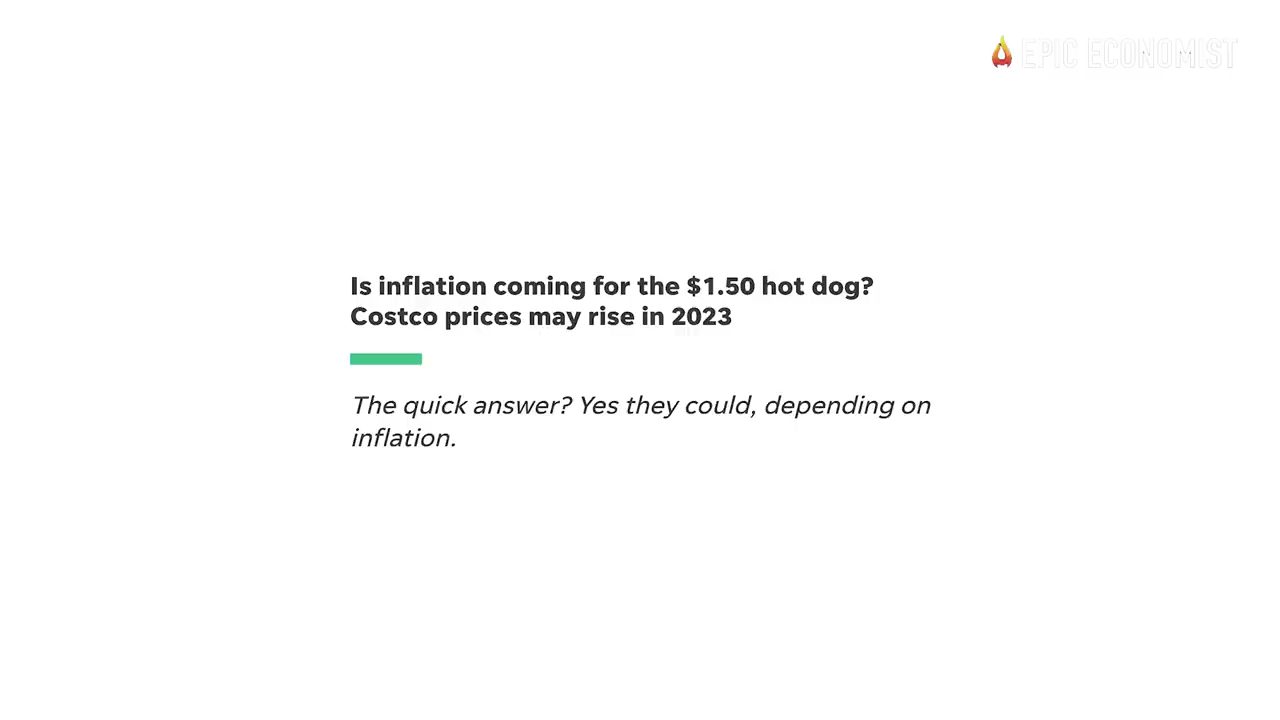 EPIC ECONOMIST
Is inflation coming for the $1.50 hot dog?
Costco prices may rise in 2023
The quick answer? Yes they could, depending on
inflation.